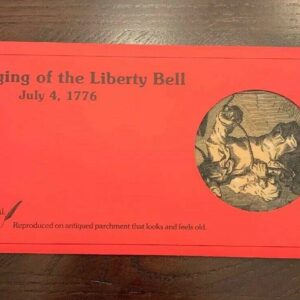 ging of the Liberty Bell
July 4, 1776
Reproduced on antiqued parchment that looks and feels old.